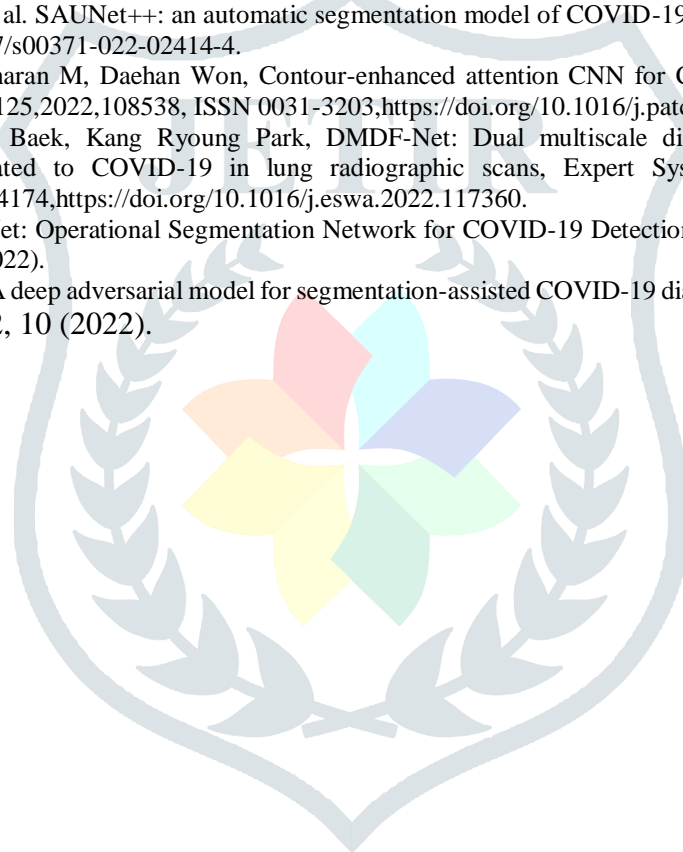 al. SAUNet++: an automatic segmentation model of COVID-19
7/s00371-022-02414-4.
naran M, Daehan Won, Contour-enhanced attention CNN for C
125,2022,108538, ISSN 0031-3203,https://doi.org/10.1016/j.patc
Baek, Kang Ryoung Park, DMDF-Net: Dual multiscale di
ated to COVID-19 in lung radiographic scans, Expert Sys
4174,https://doi.org/10.1016/j.eswa.2022.117360.
Net: Operational Segmentation Network for COVID-19 Detection
022).
A deep adversarial model for segmentation-assisted COVID-19 dia
2, 10 (2022).
JETIR